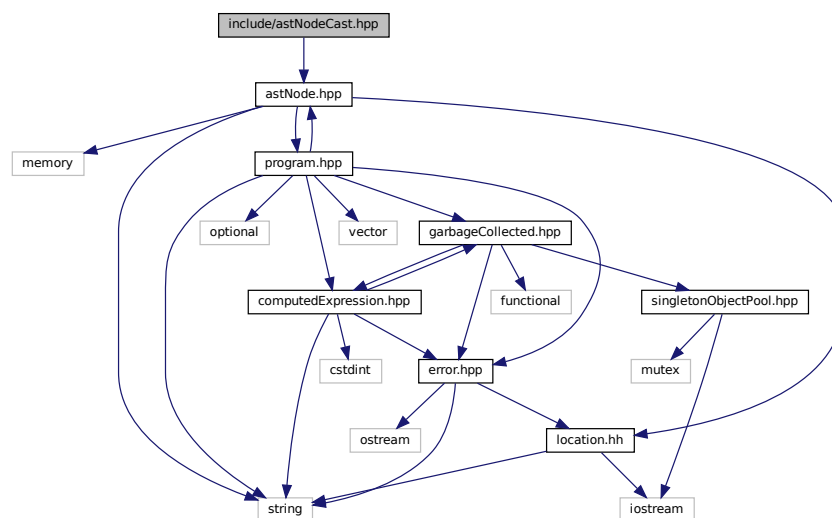 include/astNodeCast.hpp
astNode.hpp
memory
program.hpp
optional
vector
garbageCollected.hpp
computedExpression.hpp
functional
singletonObjectPool.hpp
cstdint
error.hpp
mutex
ostream
location.hh
string
iostream